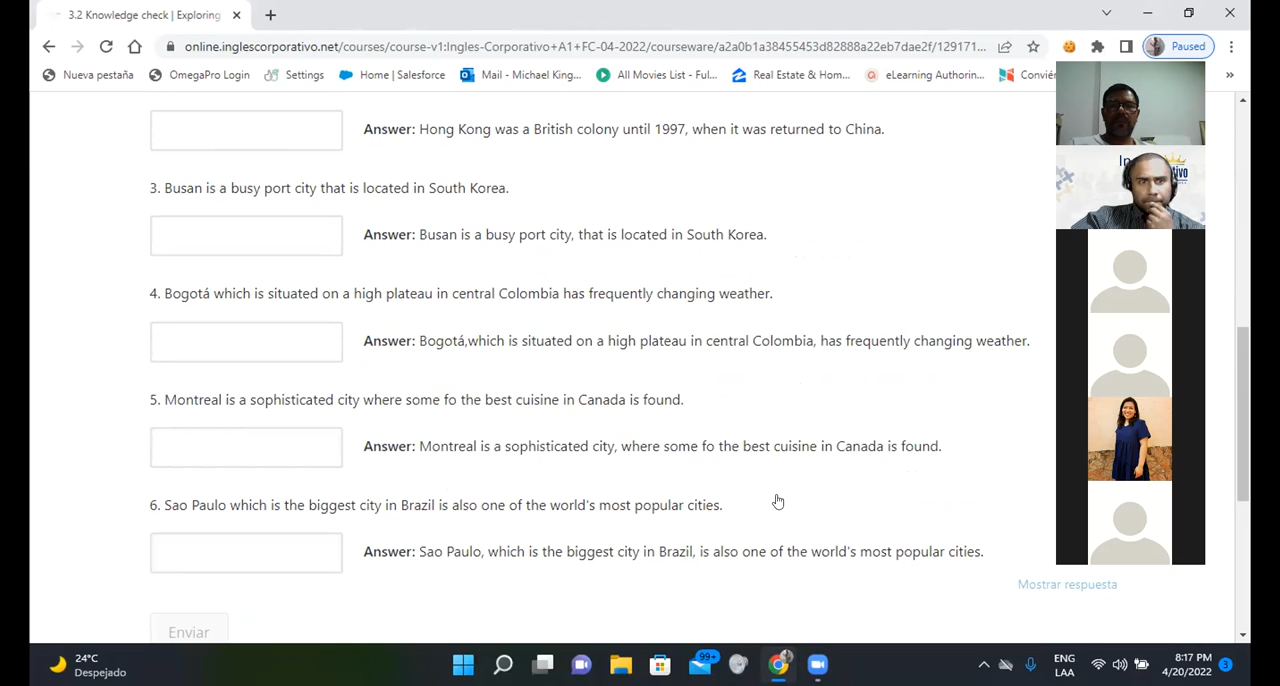 3.2 Knowledge check | Exploring
online.inglescorporativo.net/courses/course-v1:Ingles-Corporativo+A1+FC-04-2022/courseware/a2a0b1a38455453d82888a22eb7dae2f/129171...
Paused
Nueva pestaña
OmegaPro Login
Settings
Home | Salesforce
Mail - Michael King...
All Movies List - Ful...
Real Estate & Hom...
eLearning Authorin...
Convié
»
Answer: Hong Kong was a British colony until 1997, when it was returned to China.
3. Busan is a busy port city that is located in South Korea.
Answer: Busan is a busy port city, that is located in South Korea.
4. Bogotá which is situated on a high plateau in central Colombia has frequently changing weather.
Answer: Bogotá,which is situated on a high plateau in central Colombia, has frequently changing weather.
5. Montreal is a sophisticated city where some fo the best cuisine in Canada is found.
Answer: Montreal is a sophisticated city, where some fo the best cuisine in Canada is found.
6. Sao Paulo which is the biggest city in Brazil is also one of the world's most popular cities.
Answer: Sao Paulo, which is the biggest city in Brazil, is also one of the world's most popular cities.
Mostrar respuesta
Enviar
24°C
Despejado
99+
ENG
LAA
8:17 PM
4/20/2022
3